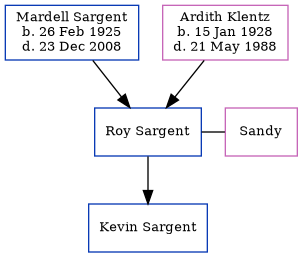 Mardell Sargent
b. 26 Feb 1925
d. 23 Dec 2008
Ardith Klentz
b. 15 Jan 1928
d. 21 May 1988
Roy Sargent
Sandy
Kevin Sargent